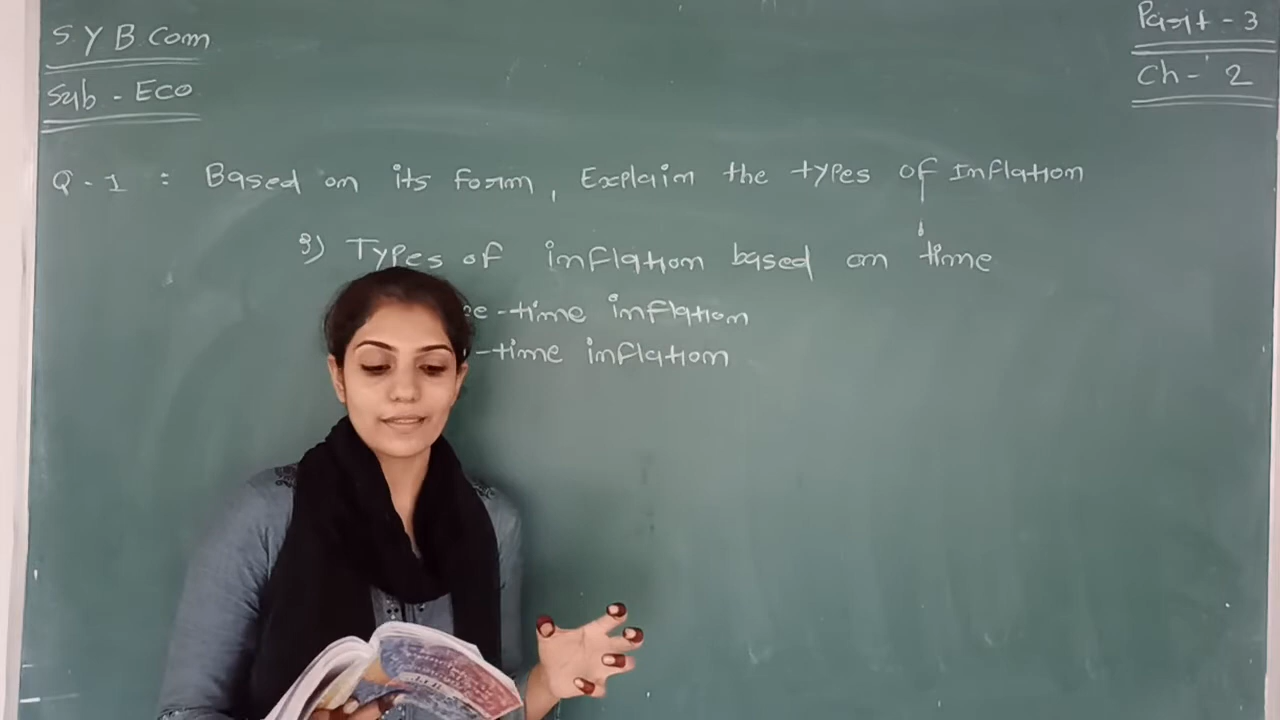 S.Y B Com
Sub - Eco
Part - 3
Ch - 2
Q - 1 : Based on its form, Explain the types of Inflation
3) Types of inflation based on time
-time inflation
-time inflation